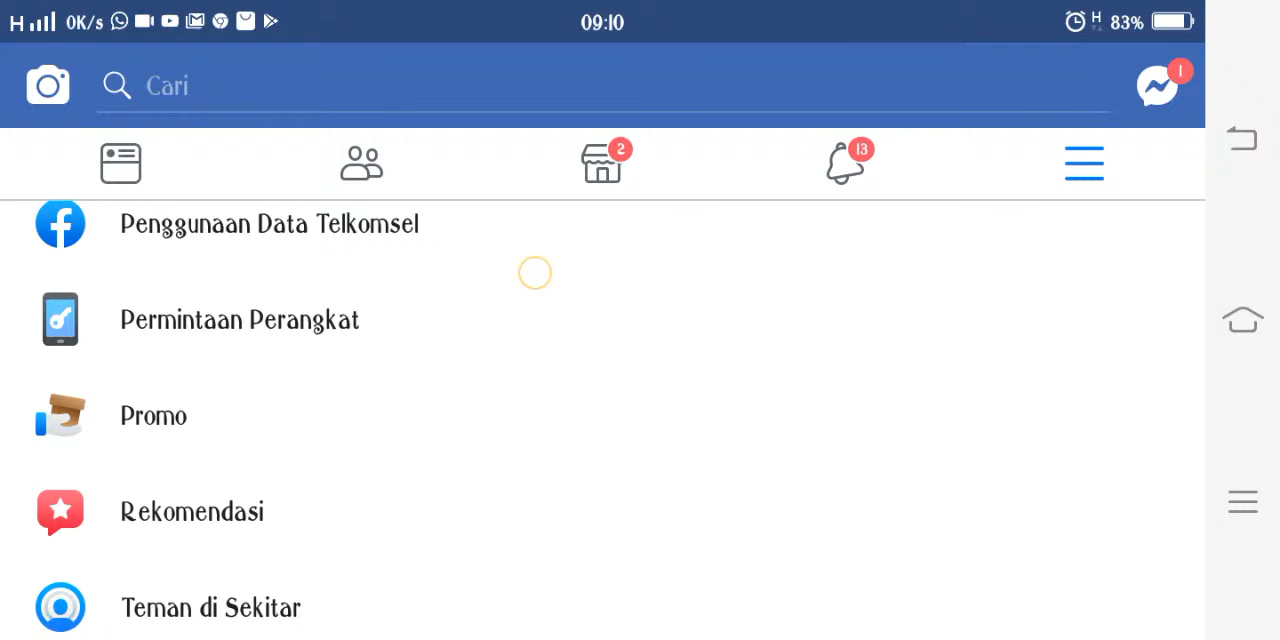 H 0K/s 09:10 H 83%
Cari 1
2 13
Penggunaan Data Telkomsel
Permintaan Perangkat
Promo
Rekomendasi
Teman di Sekitar